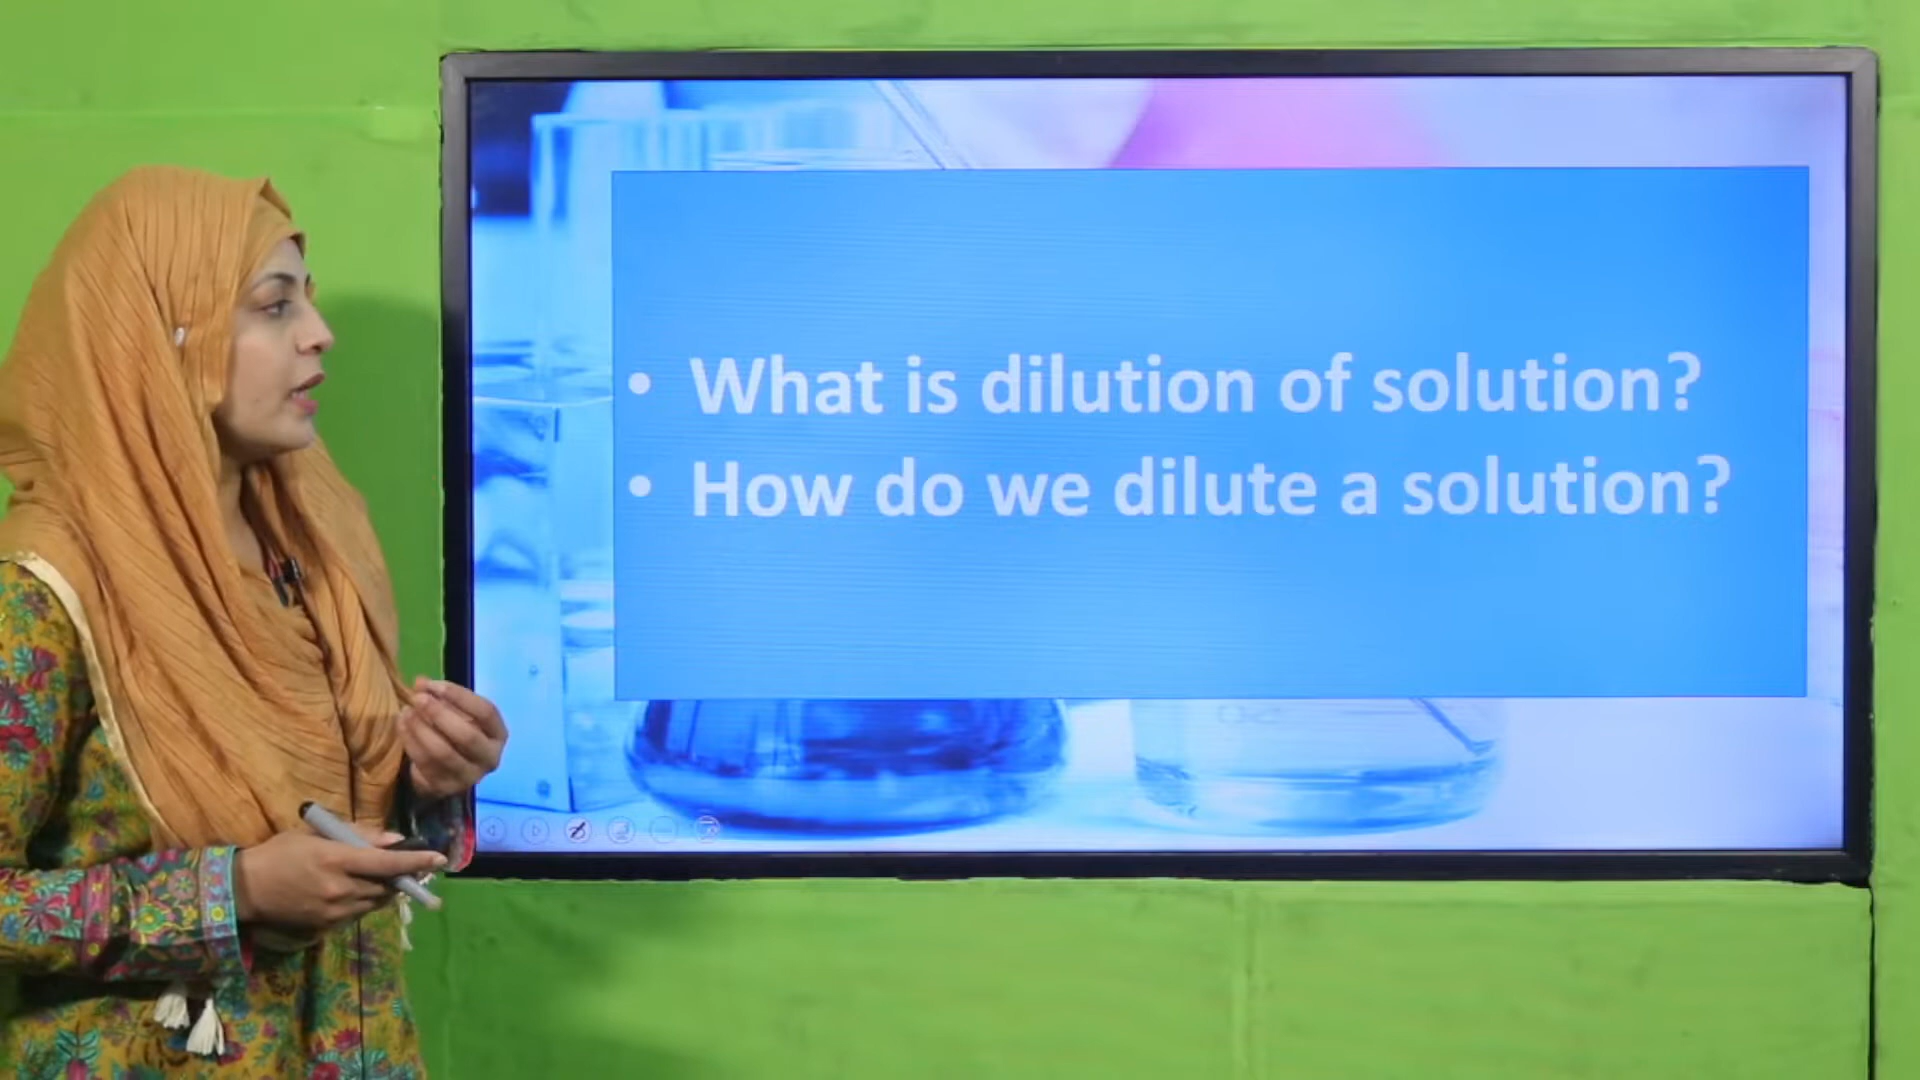 • What is dilution of solution?
• How do we dilute a solution?